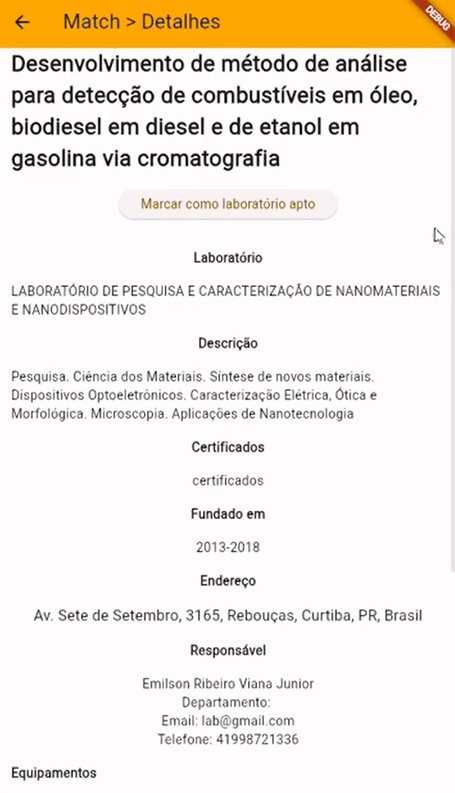 Match > Detalhes
DEBUG
Desenvolvimento de método de análise
para detecção de combustíveis em óleo,
biodiesel em diesel e de etanol em
gasolina via cromatografia
Marcar como laboratório apto
Laboratório
LABORATÓRIO DE PESQUISA E CARACTERIZAÇÃO DE NANOMATERIAIS
E NANODISPOSITIVOS
Descrição
Pesquisa. Ciência dos Materiais. Síntese de novos materiais.
Dispositivos Optoeletrônicos. Caracterização Elétrica, Ótica e
Morfológica. Microscopia. Aplicações de Nanotecnologia
Certificados
certificados
Fundado em
2013-2018
Endereço
Av. Sete de Setembro, 3165, Rebouças, Curtiba, PR, Brasil
Responsável
Emilson Ribeiro Viana Junior
Departamento:
Email: lab@gmail.com
Telefone: 41998721336
Equipamentos